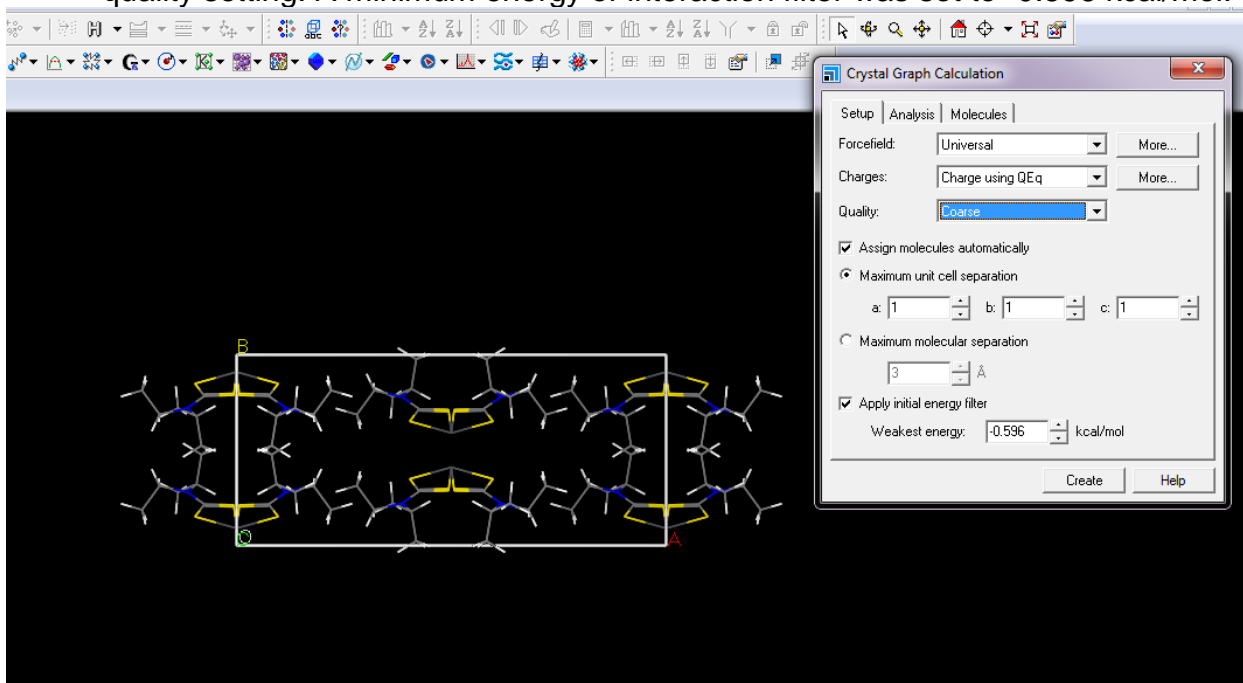 quality setting. A minimum energy of interaction filter was set to -0.596 kcal/mol.
Crystal Graph Calculation
Setup Analysis Molecules
Forcefield: Universal More...
Charges: Charge using QEq More...
Quality: Coarse
Assign molecules automatically
Maximum unit cell separation
a: 1 b: 1 c: 1
Maximum molecular separation
3 Å
Apply initial energy filter
Weakest energy: -0.596 kcal/mol
Create Help
B
O A